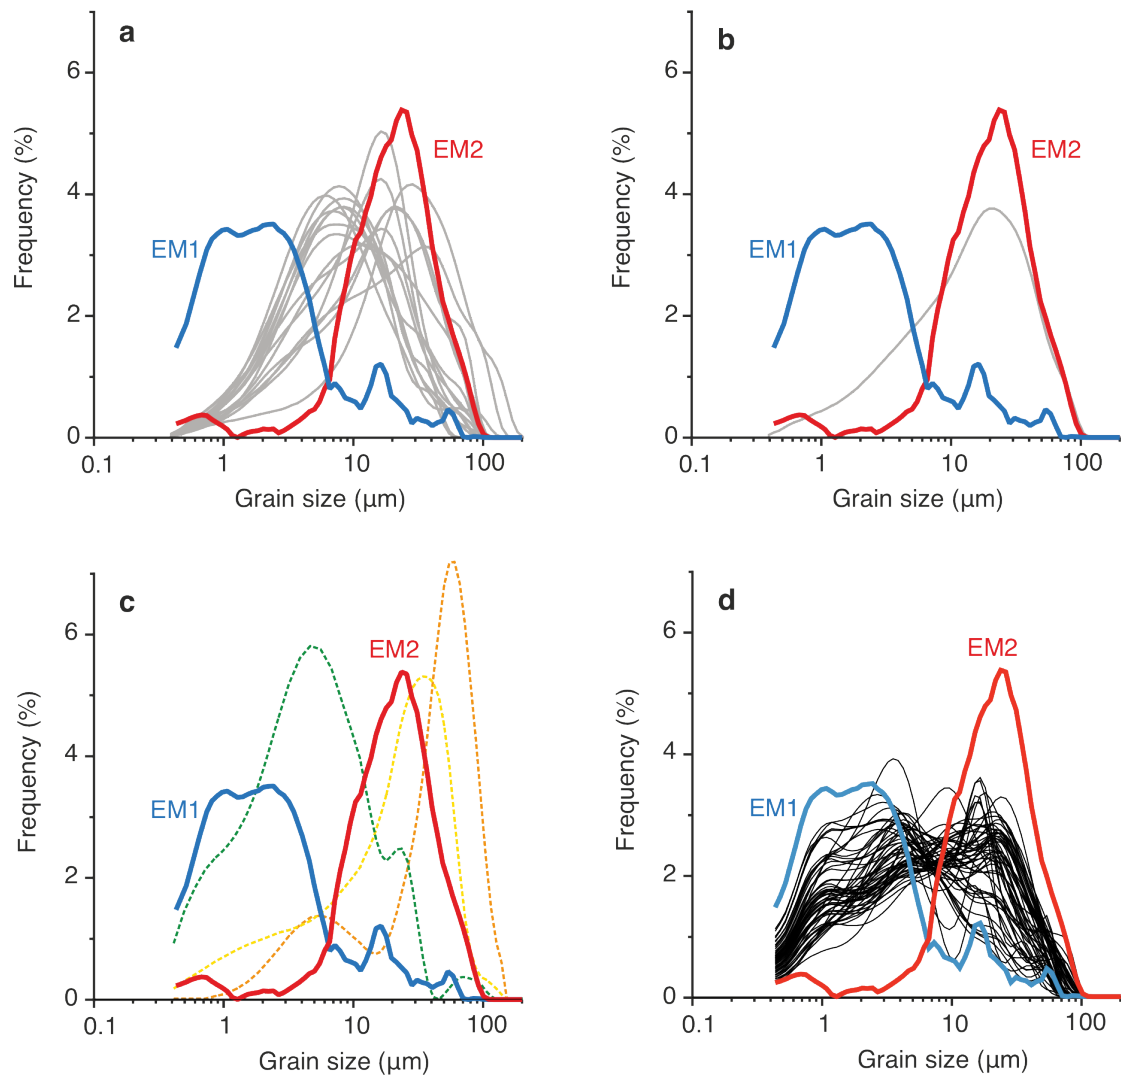 a
6
4
2
0
Frequency (%)
EM1
EM2
0.1 1 10 100
Grain size (µm)
b
6
4
2
0
Frequency (%)
EM1
EM2
0.1 1 10 100
Grain size (µm)
c
6
4
2
0
Frequency (%)
EM1
EM2
0.1 1 10 100
Grain size (µm)
d
6
4
2
0
Frequency (%)
EM1
EM2
0.1 1 10 100
Grain size (µm)